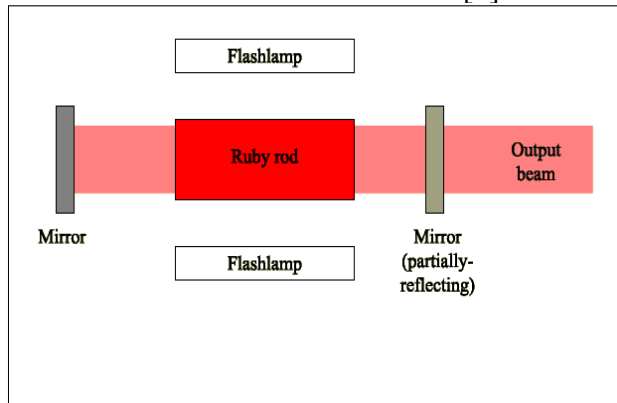 Flashlamp
Ruby rod
Output
beam
Mirror
Flashlamp
Mirror
(partially-
reflecting)